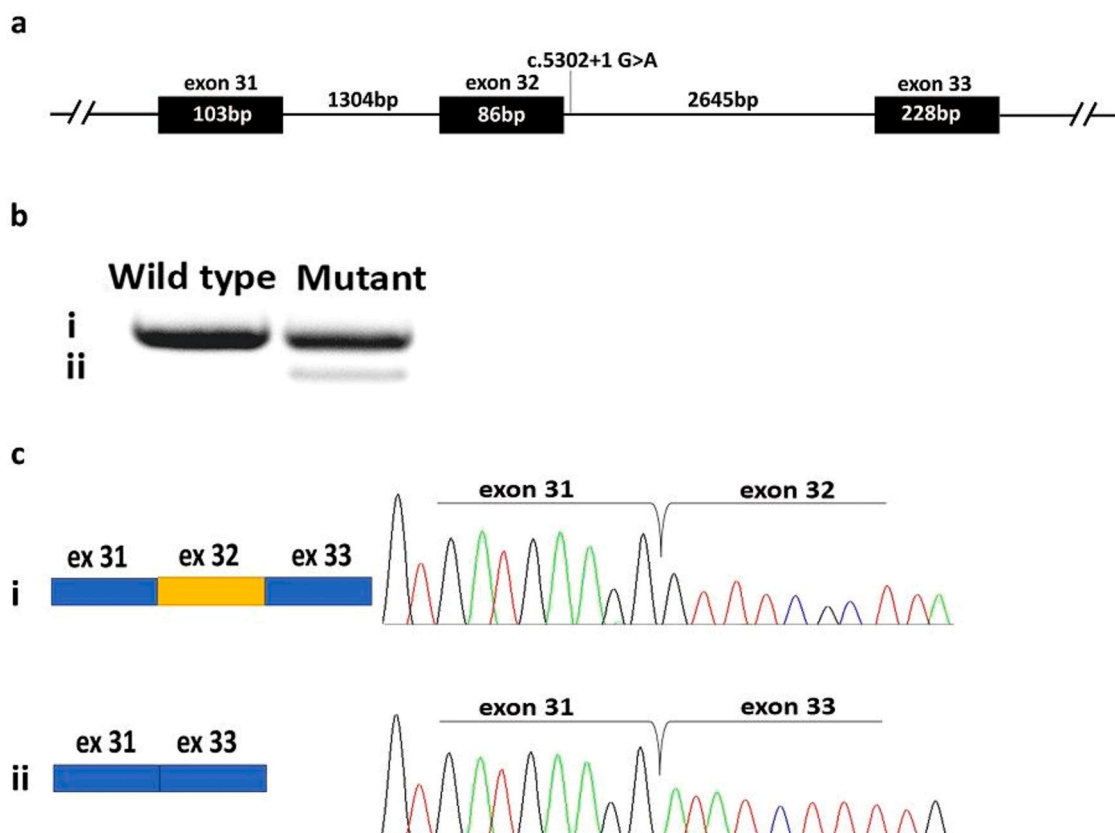 a
c.5302+1 G>A
exon 31 exon 32 exon 33
103bp 1304bp 86bp 2645bp 228bp
b
Wild type Mutant
i
ii
c
exon 31 exon 32
ex 31 ex 32 ex 33
i
exon 31 exon 33
ex 31 ex 33
ii